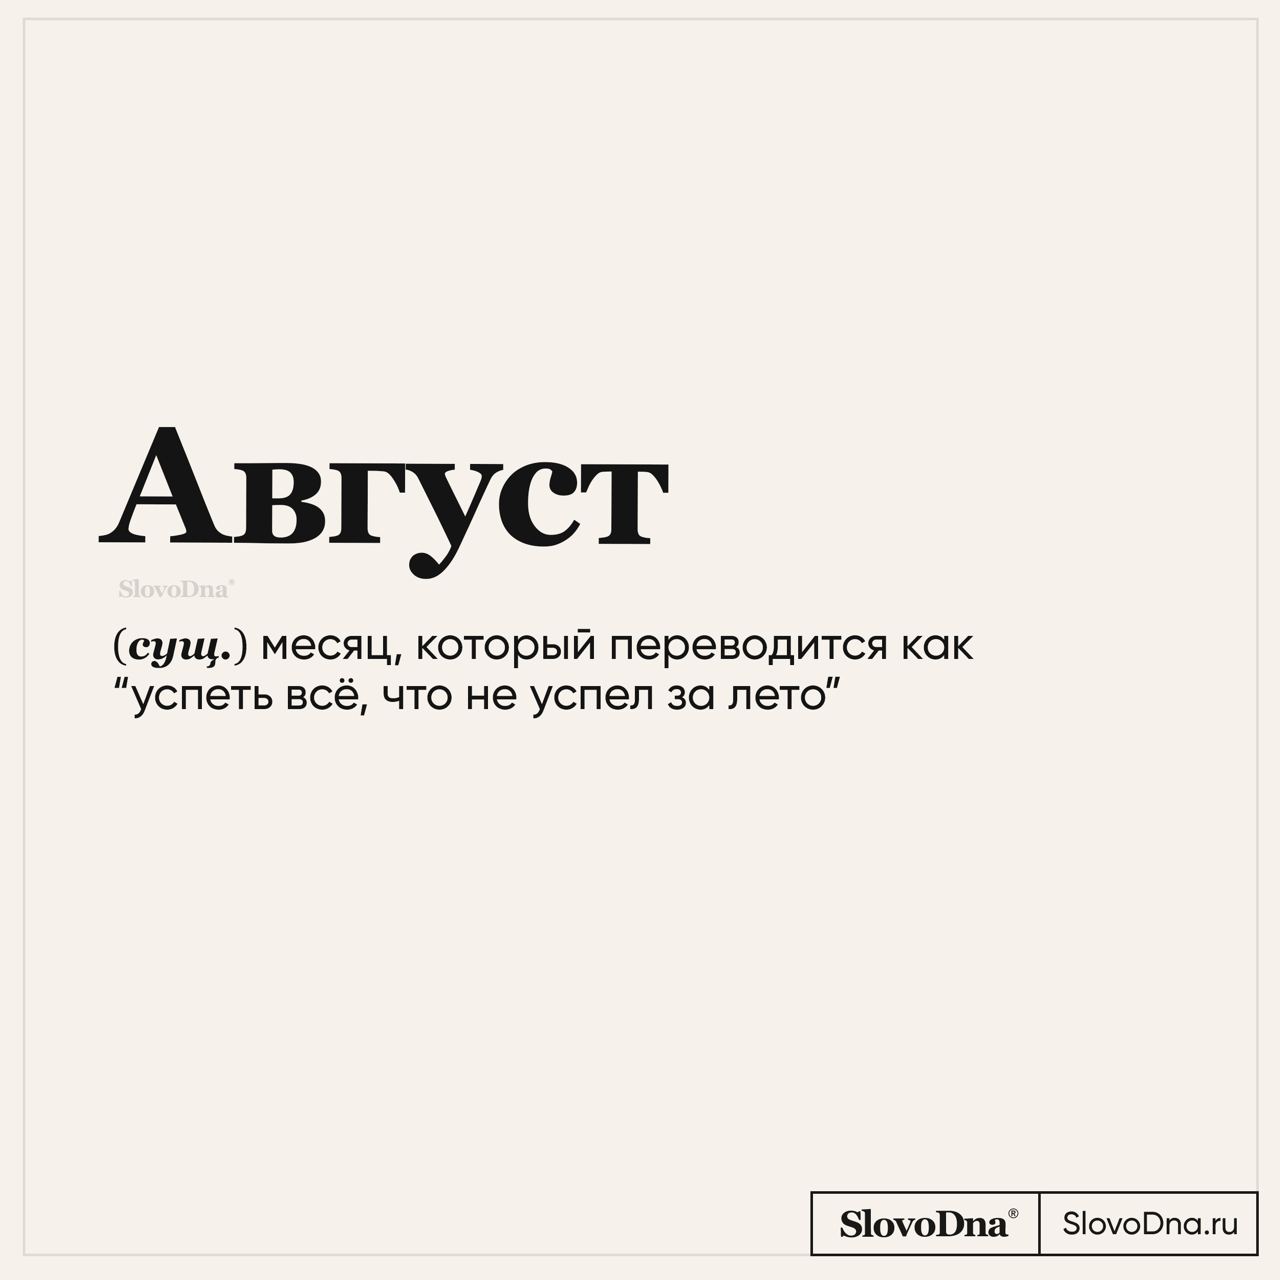 Август
SlovoDna®
(сущ.) месяц, который переводится как
“успеть всё, что не успел за лето”
SlovoDna®
SlovoDna.ru